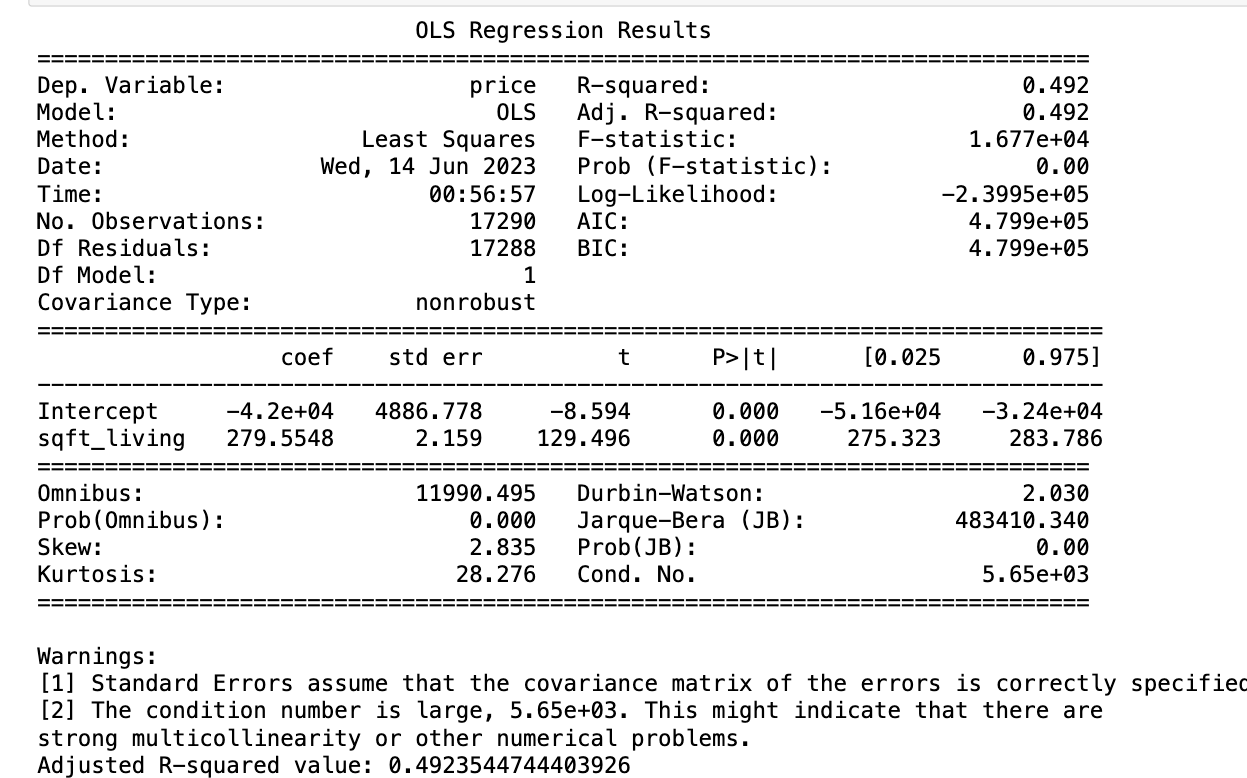 OLS Regression Results
==============================================================================
Dep. Variable: price R-squared: 0.492
Model: OLS Adj. R-squared: 0.492
Method: Least Squares F-statistic: 1.677e+04
Date: Wed, 14 Jun 2023 Prob (F-statistic): 0.00
Time: 00:56:57 Log-Likelihood: -2.3995e+05
No. Observations: 17290 AIC: 4.799e+05
Df Residuals: 17288 BIC: 4.799e+05
Df Model: 1
Covariance Type: nonrobust
===============================================================================
coef std err t P>|t| [0.025 0.975]
-------------------------------------------------------------------------------
Intercept -4.2e+04 4886.778 -8.594 0.000 -5.16e+04 -3.24e+04
sqft_living 279.5548 2.159 129.496 0.000 275.323 283.786
==============================================================================
Omnibus: 11990.495 Durbin-Watson: 2.030
Prob(Omnibus): 0.000 Jarque-Bera (JB): 483410.340
Skew: 2.835 Prob(JB): 0.00
Kurtosis: 28.276 Cond. No. 5.65e+03
==============================================================================
Warnings:
[1] Standard Errors assume that the covariance matrix of the errors is correctly specified
[2] The condition number is large, 5.65e+03. This might indicate that there are
strong multicollinearity or other numerical problems.
Adjusted R-squared value: 0.4923544744403926